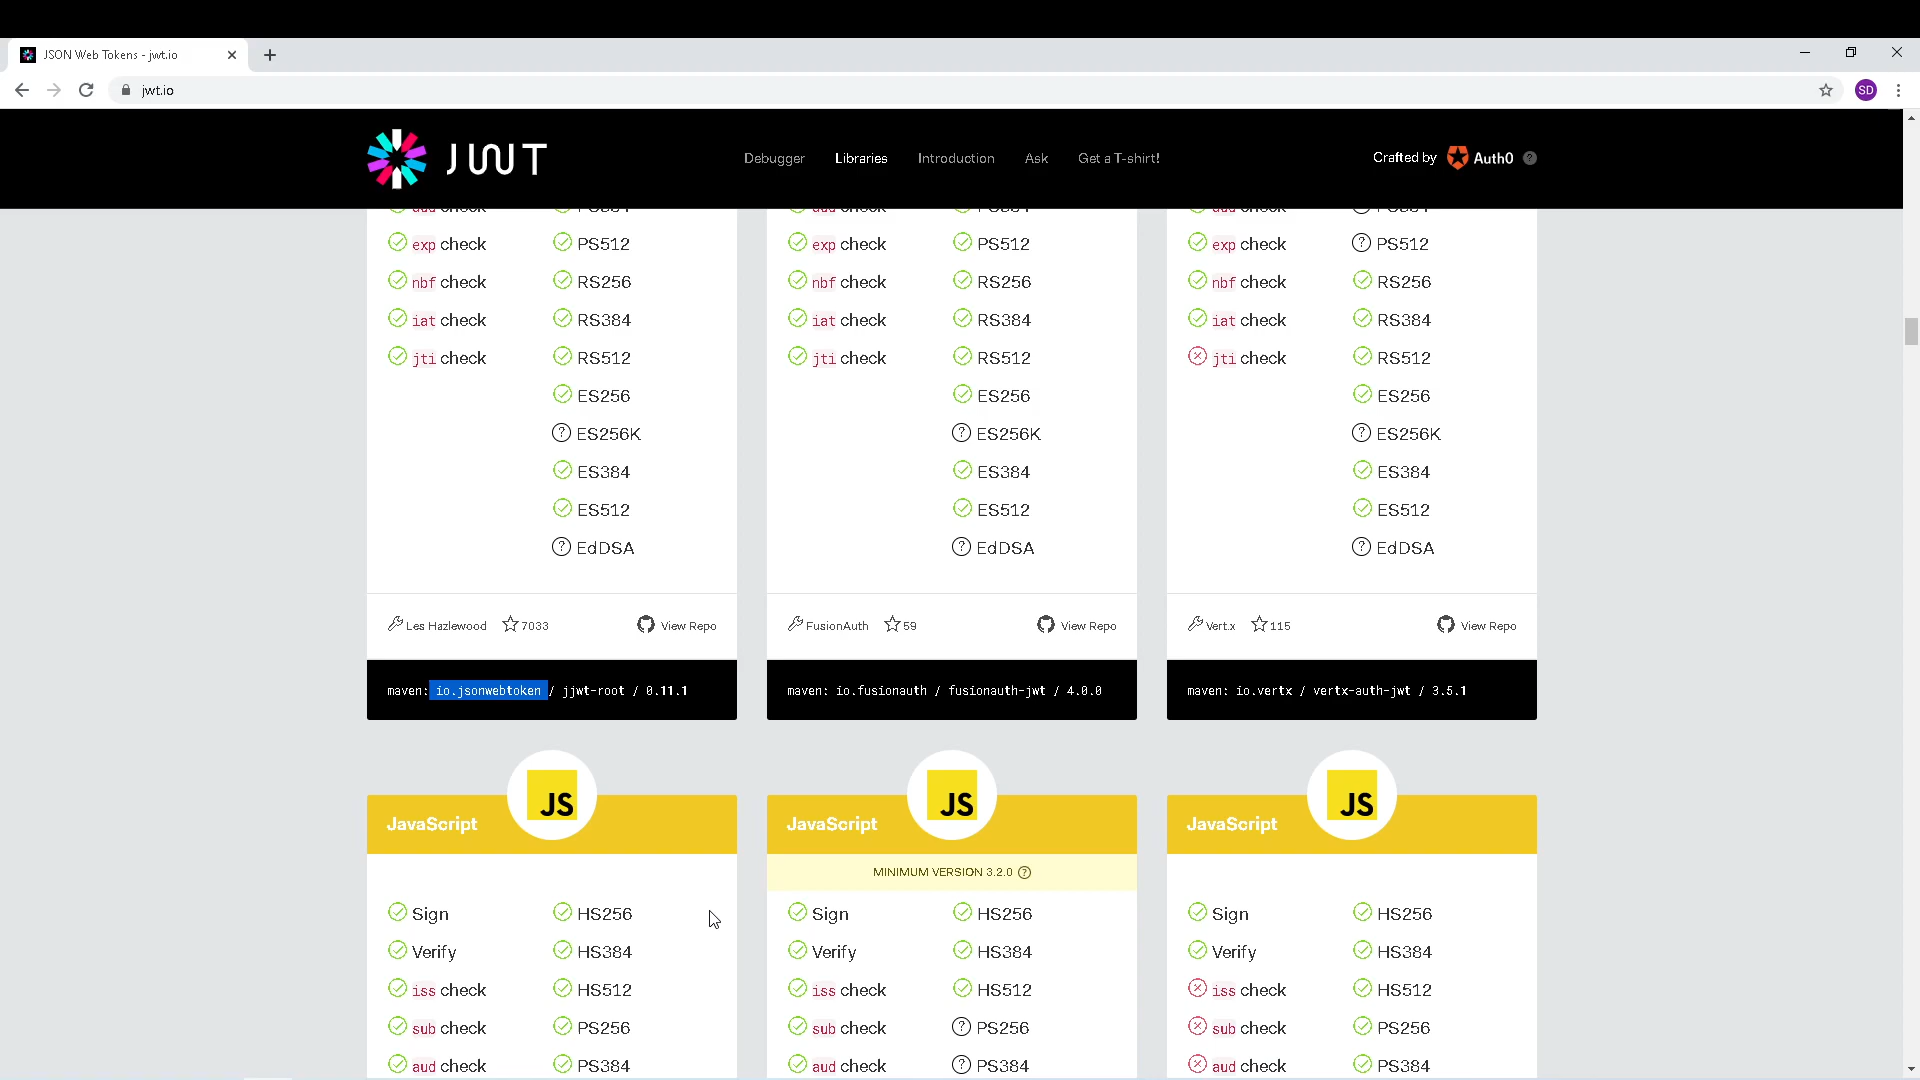 JSON Web Tokens - jwt.io
jwt.io
SD
JWT
Debugger
Libraries
Introduction
Ask
Get a T-shirt!
Crafted by
Auth0
exp check
PS512
nbf check
RS256
iat check
RS384
jti check
RS512
ES256
ES256K
ES384
ES512
EdDSA
Les Hazlewood
7033
View Repo
maven: io.jsonwebtoken / jjwt-root / 0.11.1
exp check
PS512
nbf check
RS256
iat check
RS384
jti check
RS512
ES256
ES256K
ES384
ES512
EdDSA
FusionAuth
59
View Repo
maven: io.fusionauth / fusionauth-jwt / 4.0.0
exp check
PS512
nbf check
RS256
iat check
RS384
jti check
RS512
ES256
ES256K
ES384
ES512
EdDSA
Vert.x
115
View Repo
maven: io.vertx / vertx-auth-jwt / 3.5.1
JS
JavaScript
Sign
HS256
Verify
HS384
iss check
HS512
sub check
PS256
aud check
PS384
JS
JavaScript
MINIMUM VERSION 3.2.0
Sign
HS256
Verify
HS384
iss check
HS512
sub check
PS256
aud check
PS384
JS
JavaScript
Sign
HS256
Verify
HS384
iss check
HS512
sub check
PS256
aud check
PS384